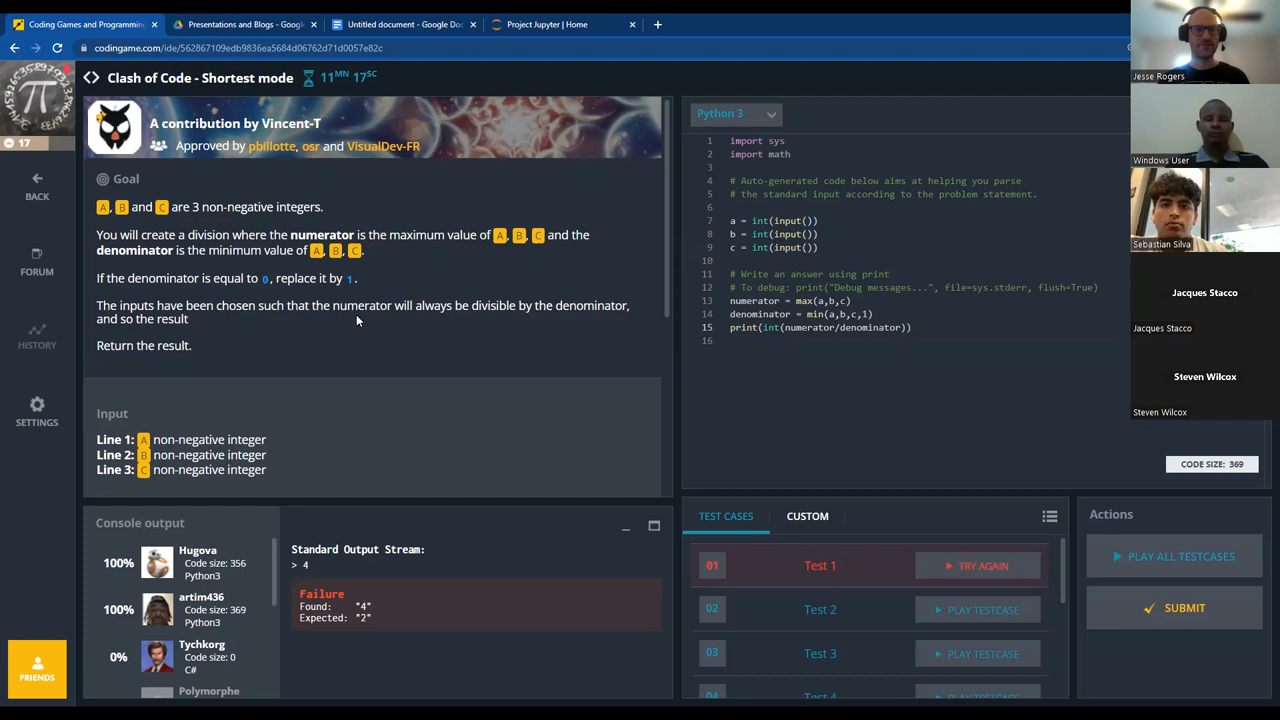 Coding Games and Programming
Presentations and Blogs - Google
Untitled document - Google Doc
Project Jupyter | Home
codingame.com/ide/562867109edb9836ea5684d06762d71d0057e82c
Clash of Code - Shortest mode
11MN 17SC
17
BACK
FORUM
HISTORY
SETTINGS
FRIENDS
A contribution by Vincent-T
Approved by pbillotte, osr and VisualDev-FR
Goal
A, B and C are 3 non-negative integers.
You will create a division where the numerator is the maximum value of A, B, C and the
denominator is the minimum value of A, B, C.
If the denominator is equal to 0, replace it by 1.
The inputs have been chosen such that the numerator will always be divisible by the denominator,
and so the result
Return the result.
Input
Line 1: A non-negative integer
Line 2: B non-negative integer
Line 3: C non-negative integer
Console output
100%
Hugova
Code size: 356
Python3
100%
artim436
Code size: 369
Python3
0%
Tychkorg
Code size: 0
C#
Polymorphe
Standard Output Stream:
> 4
Failure
Found: "4"
Expected: "2"
Python 3
1 import sys
2 import math
3
4 # Auto-generated code below aims at helping you parse
5 # the standard input according to the problem statement.
6
7 a = int(input())
8 b = int(input())
9 c = int(input())
10
11 # Write an answer using print
12 # To debug: print("Debug messages...", file=sys.stderr, flush=True)
13 numerator = max(a,b,c)
14 denominator = min(a,b,c,1)
15 print(int(numerator/denominator))
16
CODE SIZE: 369
TEST CASES
CUSTOM
01 Test 1 TRY AGAIN
02 Test 2 PLAY TESTCASE
03 Test 3 PLAY TESTCASE
04 Test 4 PLAY TESTCASE
Actions
PLAY ALL TESTCASES
SUBMIT
Jesse Rogers
Windows User
Sebastian Silva
Jacques Stacco
Jacques Stacco
Steven Wilcox
Steven Wilcox